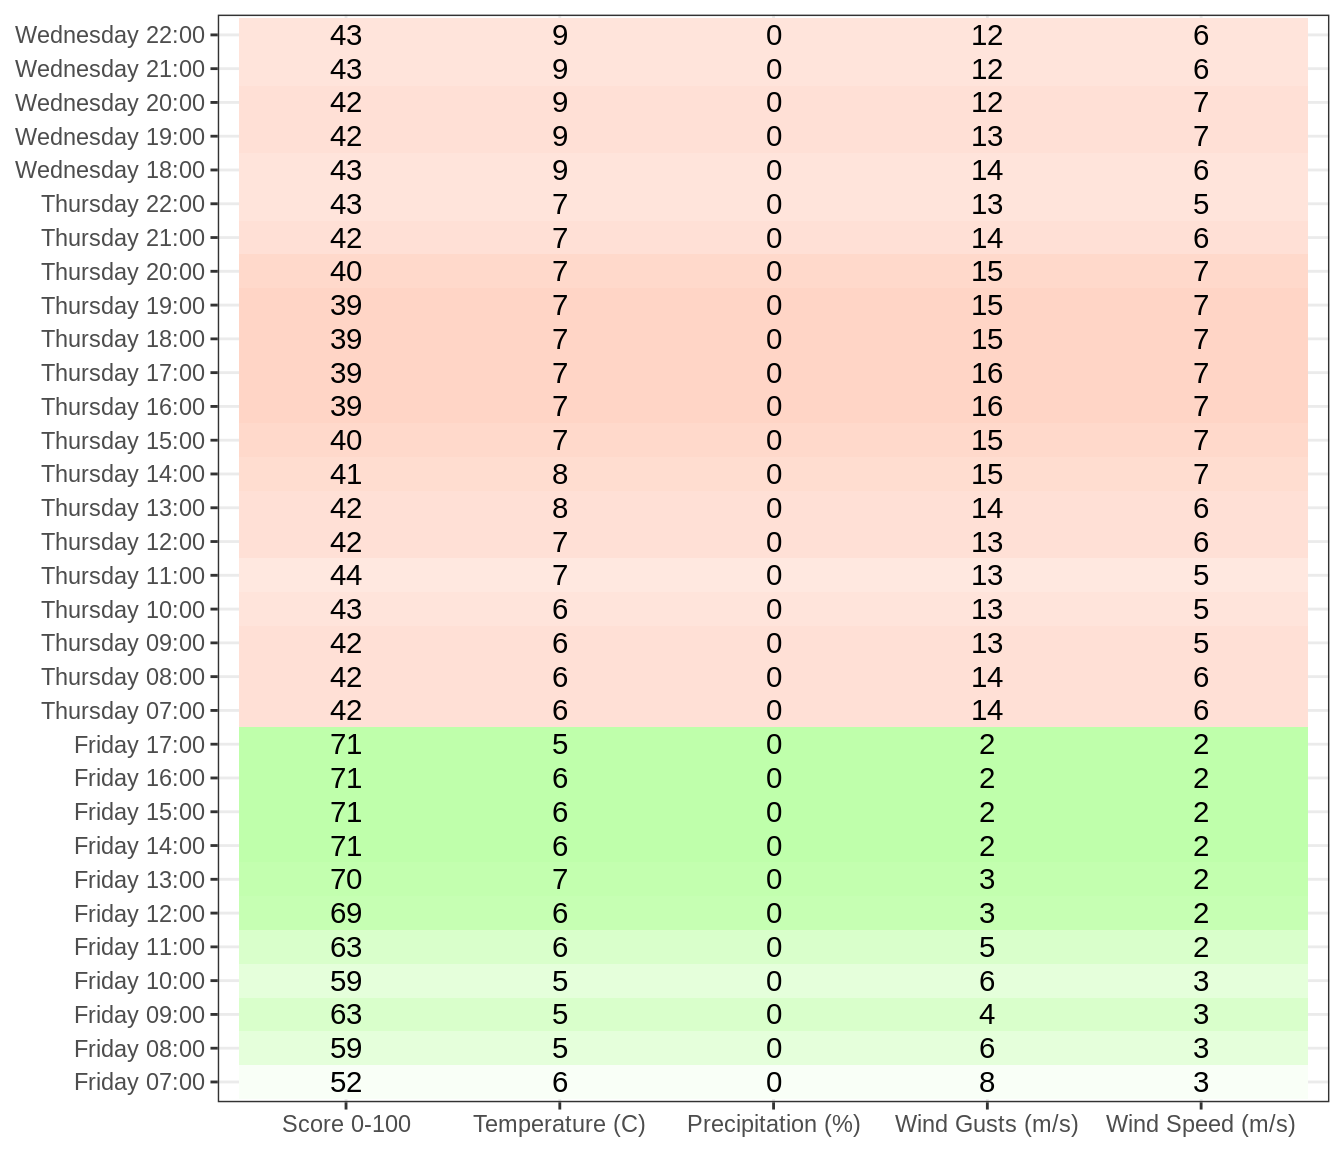 Wednesday 22:00 43 9 0 12 6
Wednesday 21:00 43 9 0 12 6
Wednesday 20:00 42 9 0 12 7
Wednesday 19:00 42 9 0 13 7
Wednesday 18:00 43 9 0 14 6
Thursday 22:00 43 7 0 13 5
Thursday 21:00 42 7 0 14 6
Thursday 20:00 40 7 0 15 7
Thursday 19:00 39 7 0 15 7
Thursday 18:00 39 7 0 15 7
Thursday 17:00 39 7 0 16 7
Thursday 16:00 39 7 0 16 7
Thursday 15:00 40 7 0 15 7
Thursday 14:00 41 8 0 15 7
Thursday 13:00 42 8 0 14 6
Thursday 12:00 42 7 0 13 6
Thursday 11:00 44 7 0 13 5
Thursday 10:00 43 6 0 13 5
Thursday 09:00 42 6 0 13 5
Thursday 08:00 42 6 0 14 6
Thursday 07:00 42 6 0 14 6
Friday 17:00 71 5 0 2 2
Friday 16:00 71 6 0 2 2
Friday 15:00 71 6 0 2 2
Friday 14:00 71 6 0 2 2
Friday 13:00 70 7 0 3 2
Friday 12:00 69 6 0 3 2
Friday 11:00 63 6 0 5 2
Friday 10:00 59 5 0 6 3
Friday 09:00 63 5 0 4 3
Friday 08:00 59 5 0 6 3
Friday 07:00 52 6 0 8 3
Score 0-100 Temperature (C) Precipitation (%) Wind Gusts (m/s) Wind Speed (m/s)